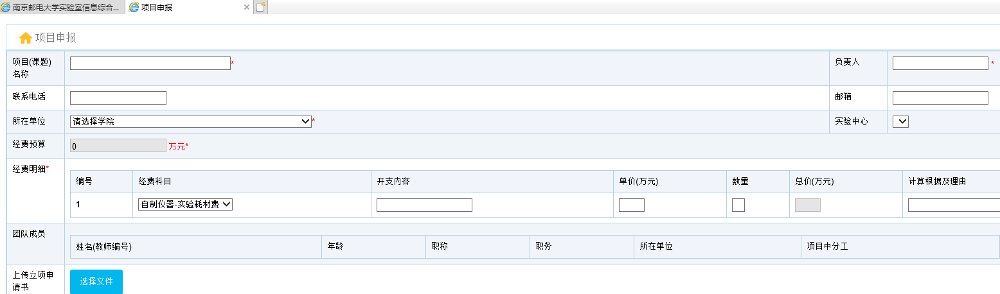 南京邮电大学实验室信息综合... 项目申报
项目申报
项目(课题)
名称
*
负责人
*
联系电话
邮箱
所在单位
请选择学院
*
实验中心
经费预算
0
万元*
经费明细*
编号 经费科目 开支内容 单价(万元) 数量 总价(万元) 计算根据及理由
1 自制仪器-实验耗材费
团队成员
姓名(教师编号) 年龄 职称 职务 所在单位 项目中分工
上传立项申
请书
选择文件